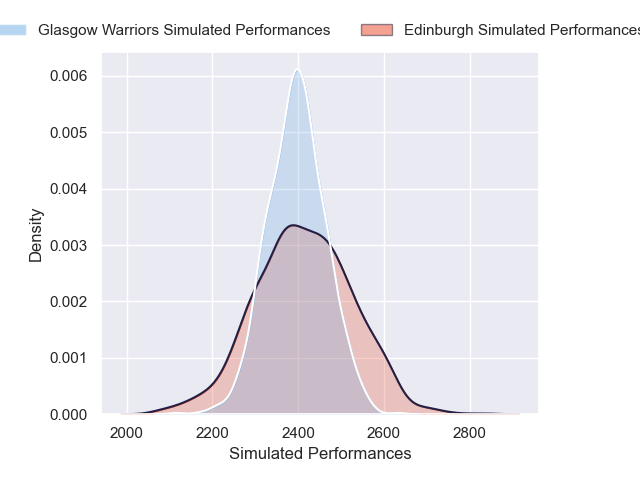 Glasgow Warriors Simulated Performances
Edinburgh Simulated Performances
0.006
0.005
0.004
0.003
0.002
0.001
0.000
Density
2000 2200 2400 2600 2800
Simulated Performances